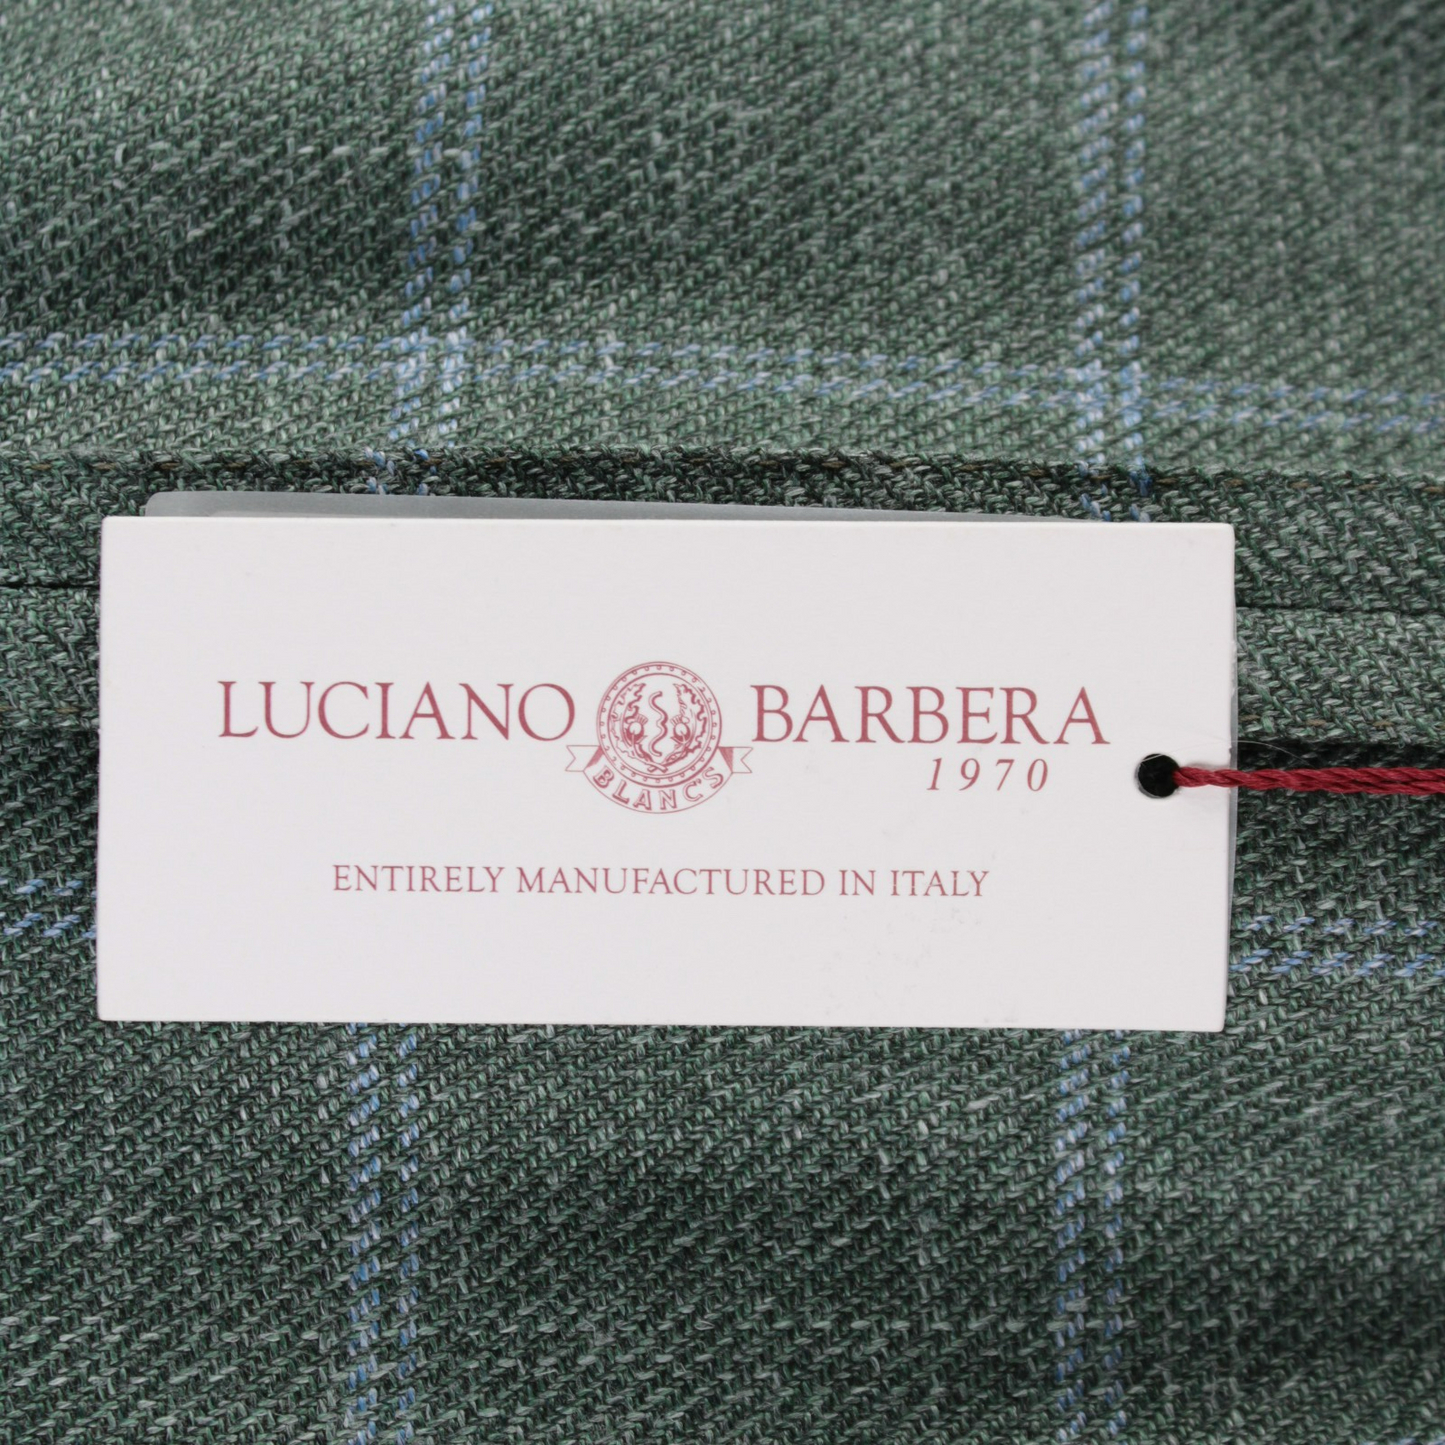 LUCIANO BARBERA
BLANC'S
1970
ENTIRELY MANUFACTURED IN ITALY